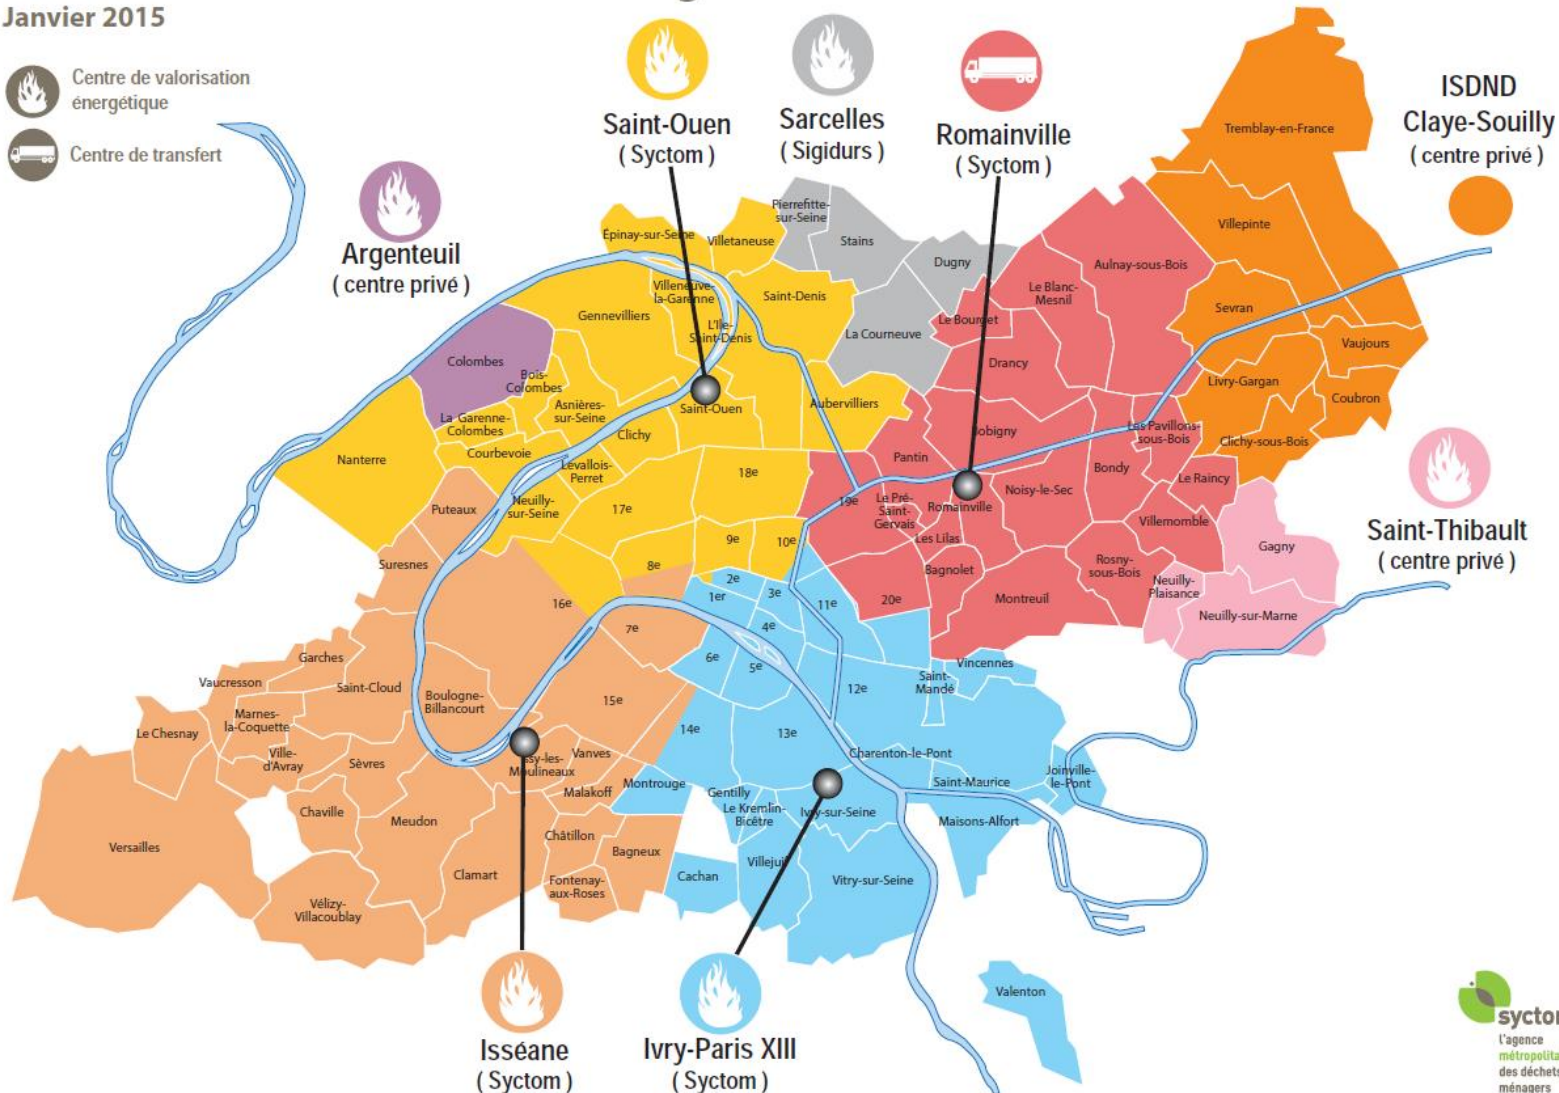 Janvier 2015
Centre de valorisation
énergétique
Centre de transfert
Saint-Ouen
( Syctom )
Sarcelles
( Sigidurs )
Romainville
( Syctom )
ISDND
Claye-Souilly
( centre privé )
Argenteuil
( centre privé )
Saint-Thibault
( centre privé )
Tremblay-en-France
Villepinte
Pierrefitte-
sur-Seine
Stains
Épinay-sur-Seine
Villetaneuse
Dugny
Aulnay-sous-Bois
Villeneuve-
la-Garenne
Saint-Denis
Le Blanc-
Mesnil
Gennevilliers
L'Ile-
Saint-Denis
La Courneuve
Le Bourget
Sevran
Vaujours
Colombes
Drancy
Bois-
Colombes
Livry-Gargan
Coubron
La Garenne-
Colombes
Asnières-
sur-Seine
Saint-Ouen
Aubervilliers
Clichy
Bobigny
Les Pavillons-
sous-Bois
Clichy-sous-Bois
Nanterre
Courbevoie
Levallois-
Perret
18e
Pantin
Bondy
Le Raincy
Puteaux
Neuilly-
sur-Seine
17e
19e
Le Pré-
Saint-
Gervais
Romainville
Noisy-le-Sec
Villemomble
Les Lilas
9e
10e
Gagny
Suresnes
8e
2e
Bagnolet
Rosny-
sous-Bois
Neuilly-
Plaisance
16e
1er
3e
11e
20e
Montreuil
Neuilly-sur-Marne
7e
4e
6e
5e
Garches
Vincennes
Vaucresson
Saint-Cloud
Boulogne-
Billancourt
15e
12e
Saint-
Mandé
Marnes-
la-Coquette
Le Chesnay
14e
13e
Ville-
d'Avray
Sèvres
Issy-les-
Moulineaux
Vanves
Charenton-le-Pont
Joinville-
le-Pont
Malakoff
Montrouge
Gentilly
Saint-Maurice
Chaville
Meudon
Le Kremlin-
Bicêtre
Ivry-sur-Seine
Maisons-Alfort
Versailles
Châtillon
Bagneux
Villejuif
Clamart
Fontenay-
aux-Roses
Cachan
Vitry-sur-Seine
Vélizy-
Villacoublay
Valenton
Isséane
( Syctom )
Ivry-Paris XIII
( Syctom )
syctom
l'agence
métropolitaine
des déchets
ménagers